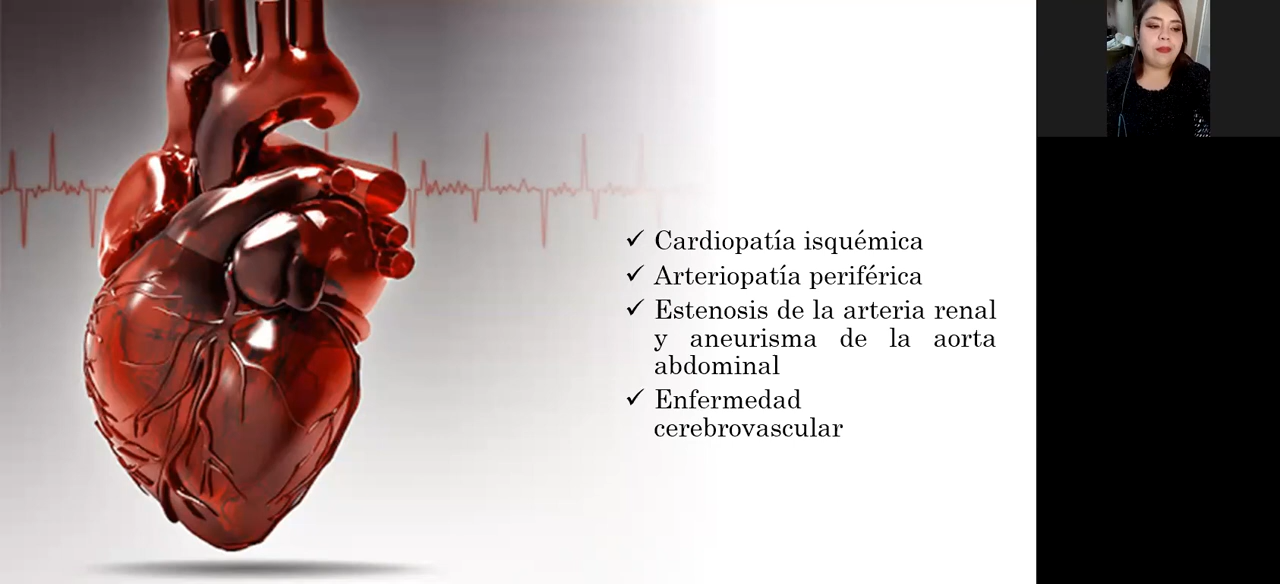 Cardiopatía isquémica
Arteriopatía periférica
Estenosis de la arteria renal
y aneurisma de la aorta
abdominal
Enfermedad
cerebrovascular